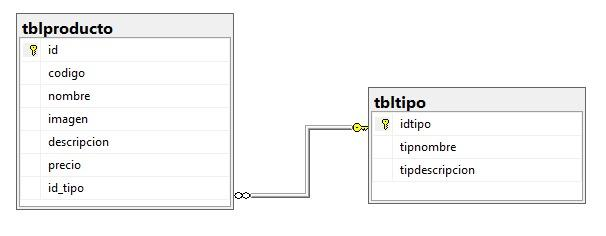 tblproducto
id
codigo
nombre
imagen
descripcion
precio
id_tipo
tbltipo
idtipo
tipnombre
tipdescripcion